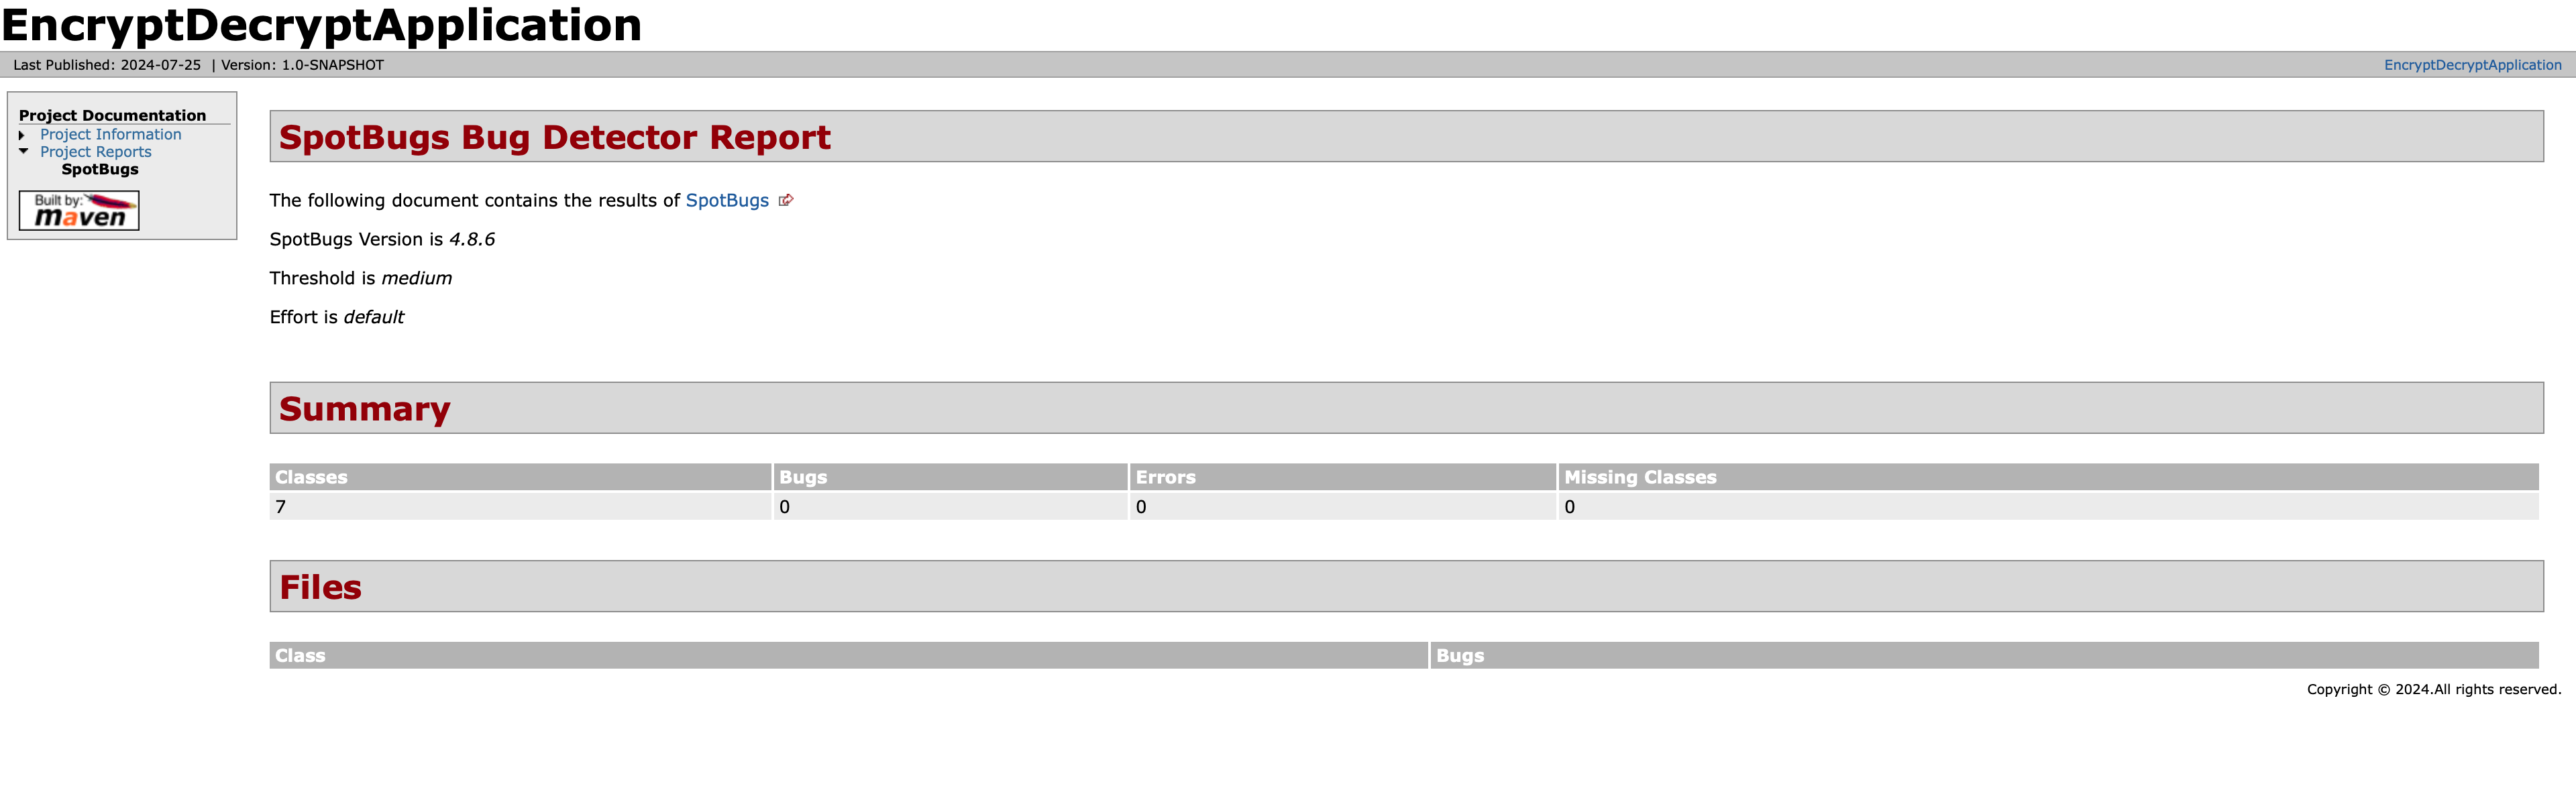 EncryptDecryptApplication
Last Published: 2024-07-25 | Version: 1.0-SNAPSHOT
EncryptDecryptApplication
Project Documentation
Project Information
Project Reports
SpotBugs
Built by:
maven
SpotBugs Bug Detector Report
The following document contains the results of SpotBugs
SpotBugs Version is 4.8.6
Threshold is medium
Effort is default
Summary
Classes Bugs Errors Missing Classes
7 0 0 0
Files
Class Bugs
Copyright © 2024.All rights reserved.